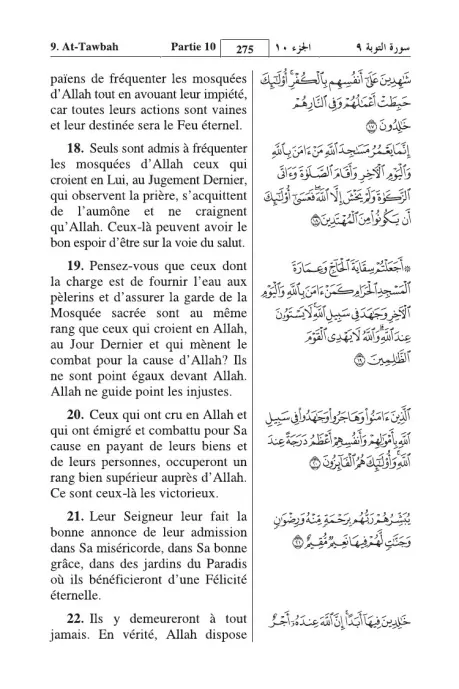 9. At-Tawbah Partie 10 275 الجزء ١٠ سورة التوبة ٩
païens de fréquenter les mosquées
d'Allah tout en avouant leur impiété,
car toutes leurs actions sont vaines
et leur destinée sera le Feu éternel.
18. Seuls sont admis à fréquenter
les mosquées d'Allah ceux qui
croient en Lui, au Jugement Dernier,
qui observent la prière, s'acquittent
de l'aumône et ne craignent
qu'Allah. Ceux-là peuvent avoir le
bon espoir d'être sur la voie du salut.
19. Pensez-vous que ceux dont
la charge est de fournir l'eau aux
pèlerins et d'assurer la garde de la
Mosquée sacrée sont au même
rang que ceux qui croient en Allah,
au Jour Dernier et qui mènent le
combat pour la cause d'Allah? Ils
ne sont point égaux devant Allah.
Allah ne guide point les injustes.
20. Ceux qui ont cru en Allah et
qui ont émigré et combattu pour Sa
cause en payant de leurs biens et
de leurs personnes, occuperont un
rang bien supérieur auprès d'Allah.
Ce sont ceux-là les victorieux.
21. Leur Seigneur leur fait la
bonne annonce de leur admission
dans Sa miséricorde, dans Sa bonne
grâce, dans des jardins du Paradis
où ils bénéficieront d'une Félicité
éternelle.
22. Ils y demeureront à tout
jamais. En vérité, Allah dispose
شَٰهِدِينَ عَلَىٰٓ أَنفُسِهِم بِٱلْكُفْرِ ۚ أُو۟لَٰٓئِكَ
حَبِطَتْ أَعْمَٰلُهُمْ وَفِى ٱلنَّارِ هُمْ
خَٰلِدُونَ ١٧
إِنَّمَا يَعْمُرُ مَسَٰجِدَ ٱللَّهِ مَنْ ءَامَنَ بِٱللَّهِ
وَٱلْيَوْمِ ٱلْءَاخِرِ وَأَقَامَ ٱلصَّلَوٰةَ وَءَاتَى
ٱلزَّكَوٰةَ وَلَمْ يَخْشَ إِلَّا ٱللَّهَ ۖ فَعَسَىٰٓ أُو۟لَٰٓئِكَ
أَن يَكُونُوا۟ مِنَ ٱلْمُهْتَدِينَ ١٨
۞ أَجَعَلْتُمْ سِقَايَةَ ٱلْحَآجِّ وَعِمَارَةَ
ٱلْمَسْجِدِ ٱلْحَرَامِ كَمَنْ ءَامَنَ بِٱللَّهِ وَٱلْيَوْمِ
ٱلْءَاخِرِ وَجَٰهَدَ فِى سَبِيلِ ٱللَّهِ ۚ لَا يَسْتَوُۥنَ
عِندَ ٱللَّهِ ۗ وَٱللَّهُ لَا يَهْدِى ٱلْقَوْمَ
ٱلظَّٰلِمِينَ ١٩
ٱلَّذِينَ ءَامَنُوا۟ وَهَاجَرُوا۟ وَجَٰهَدُوا۟ فِى سَبِيلِ
ٱللَّهِ بِأَمْوَٰلِهِمْ وَأَنفُسِهِمْ أَعْظَمُ دَرَجَةً عِندَ
ٱللَّهِ ۚ وَأُو۟لَٰٓئِكَ هُمُ ٱلْفَآئِزُونَ ٢٠
يُبَشِّرُهُمْ رَبُّهُم بِرَحْمَةٍ مِّنْهُ وَرِضْوَٰنٍ
وَجَنَّٰتٍ لَّهُمْ فِيهَا نَعِيمٌ مُّقِيمٌ ٢١
خَٰلِدِينَ فِيهَآ أَبَدًا ۚ إِنَّ ٱللَّهَ عِندَهُۥٓ أَجْرٌ